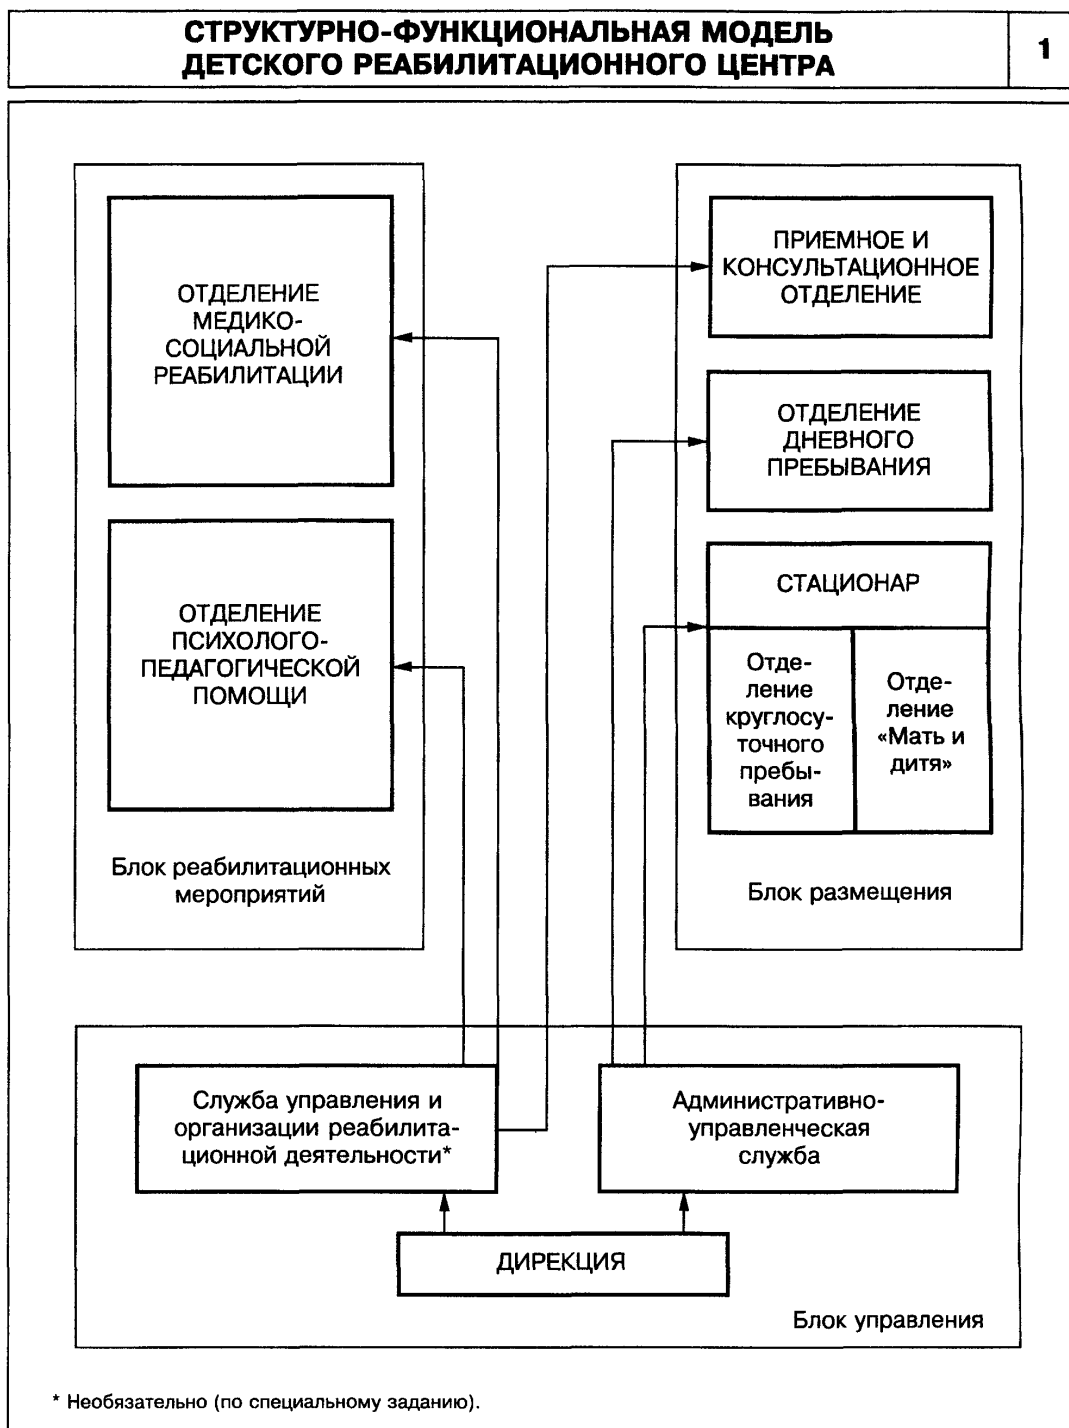 СТРУКТУРНО-ФУНКЦИОНАЛЬНАЯ МОДЕЛЬ
ДЕТСКОГО РЕАБИЛИТАЦИОННОГО ЦЕНТРА
1
ОТДЕЛЕНИЕ
МЕДИКО-
СОЦИАЛЬНОЙ
РЕАБИЛИТАЦИИ
ОТДЕЛЕНИЕ
ПСИХОЛОГО-
ПЕДАГОГИЧЕСКОЙ
ПОМОЩИ
Блок реабилитационных
мероприятий
ПРИЕМНОЕ И
КОНСУЛЬТАЦИОННОЕ
ОТДЕЛЕНИЕ
ОТДЕЛЕНИЕ
ДНЕВНОГО
ПРЕБЫВАНИЯ
СТАЦИОНАР
Отде-
ление
круглосу-
точного
пребы-
вания
Отде-
ление
«Мать и
дитя»
Блок размещения
Служба управления и
организации реабилита-
ционной деятельности*
Административно-
управленческая
служба
ДИРЕКЦИЯ
Блок управления
* Необязательно (по специальному заданию).